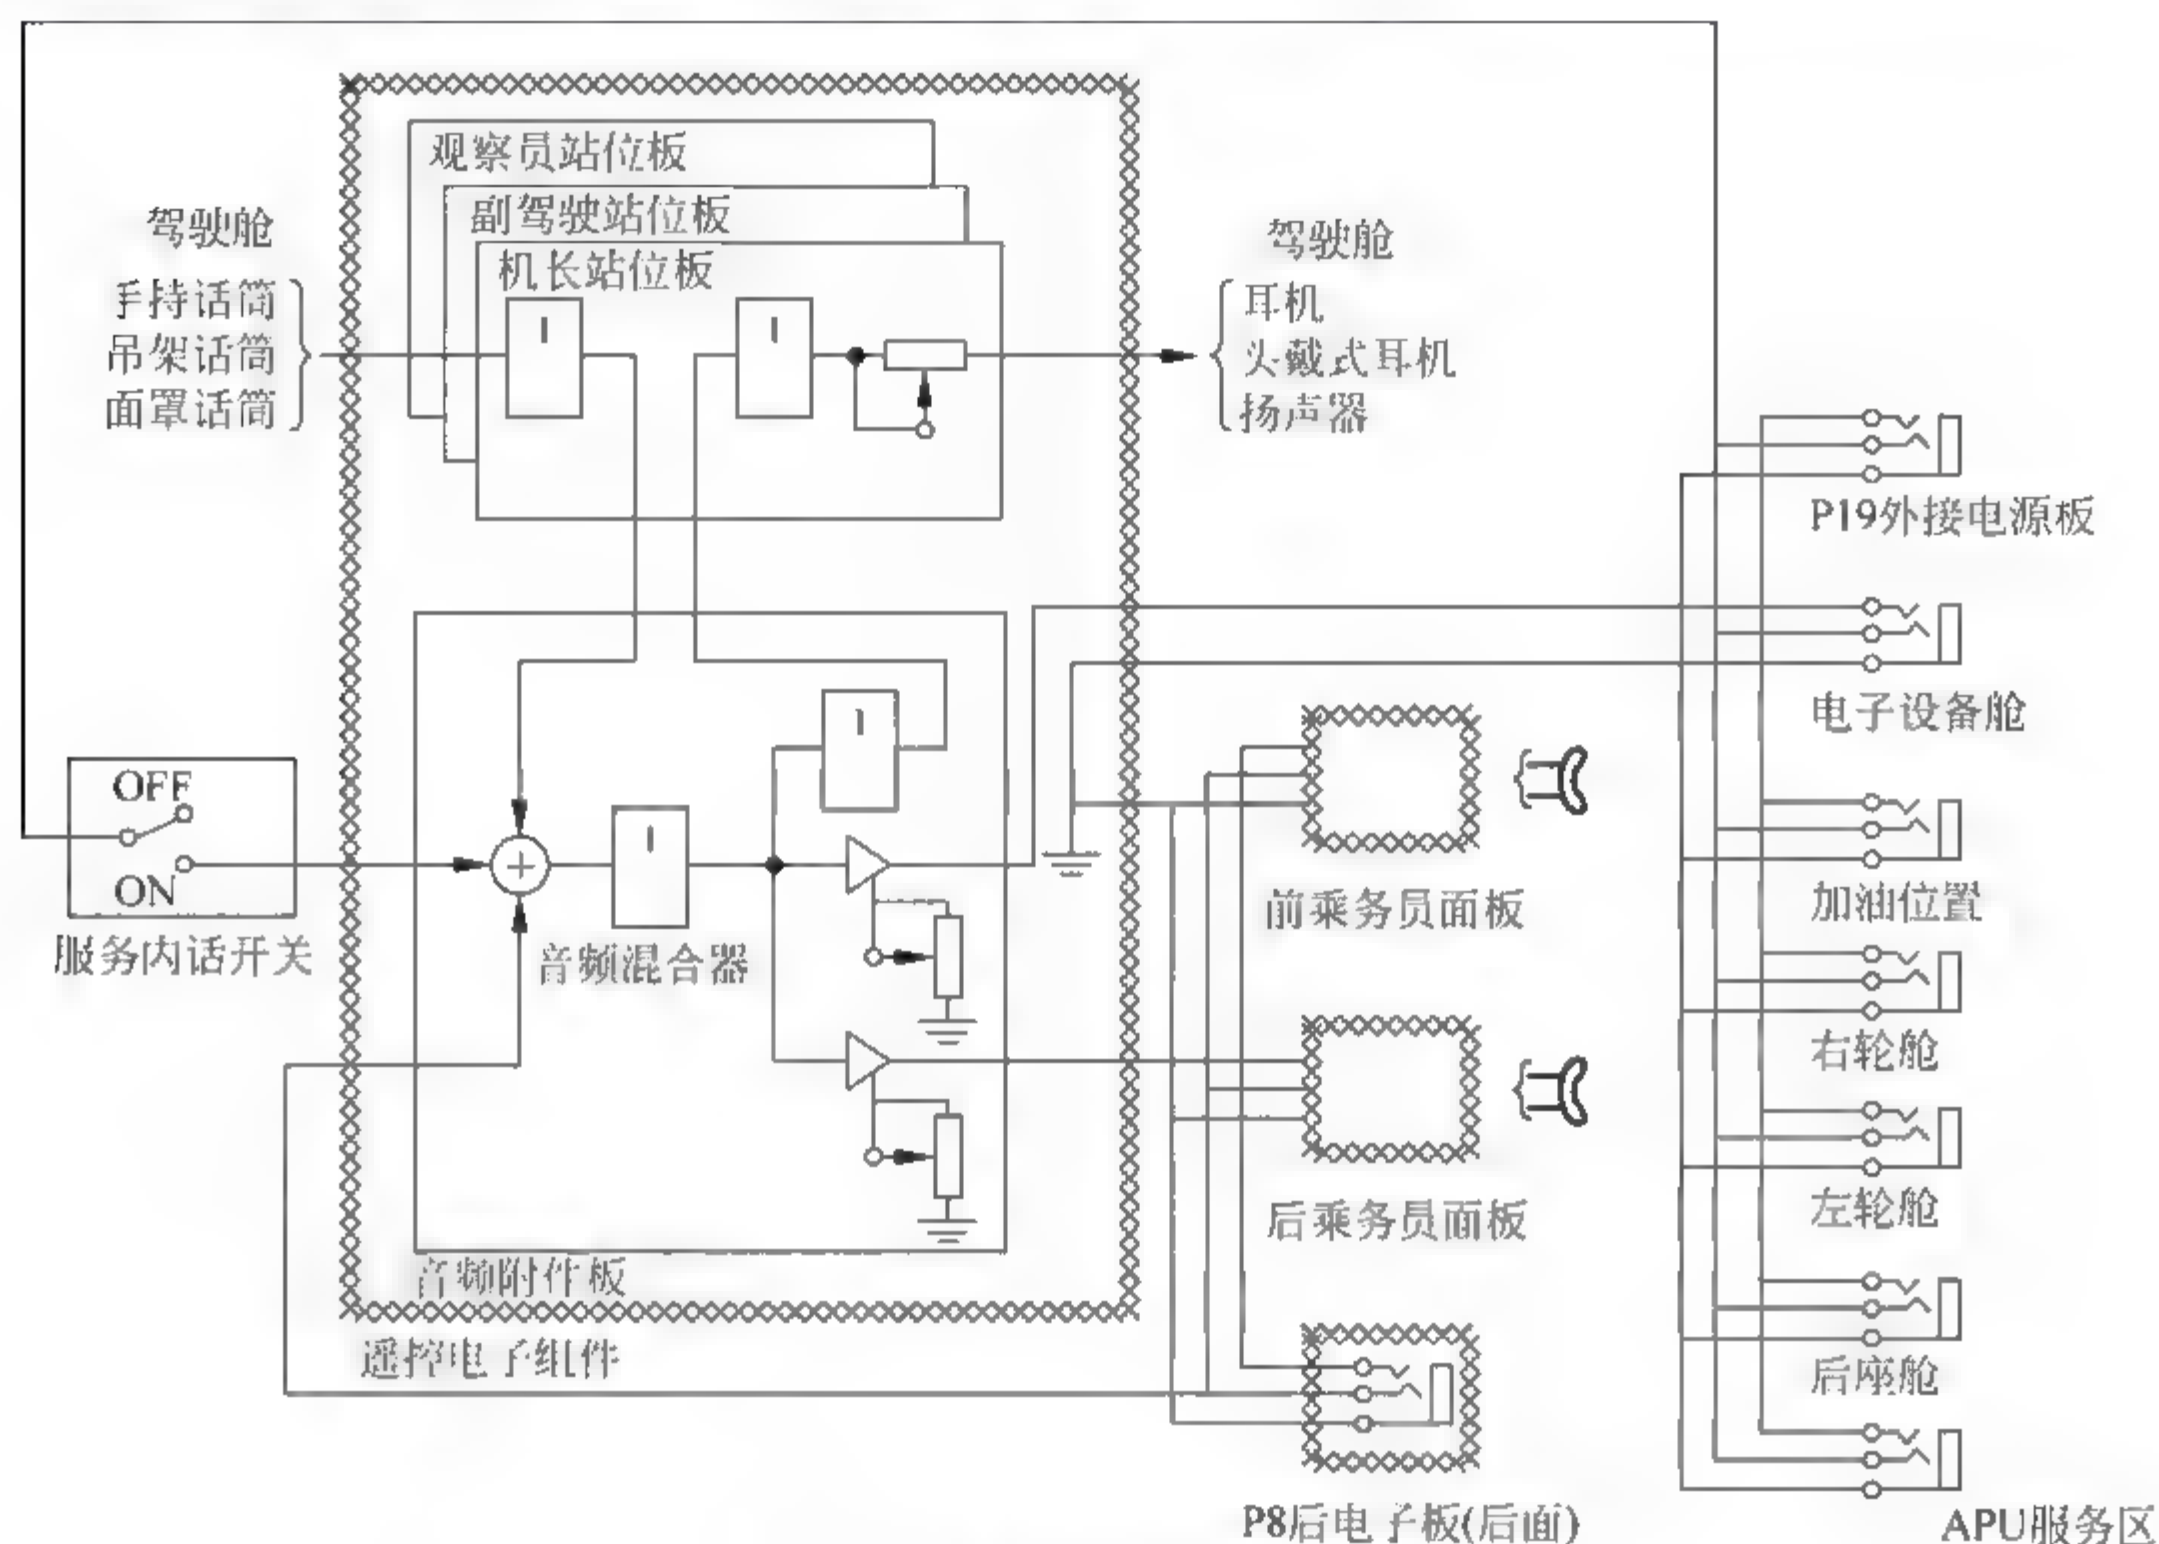 观察员站位板
副驾驶站位板
机长站位板
驾驶舱
手持话筒
吊架话筒
面罩话筒
驾驶舱
耳机
头戴式耳机
扬声器
P19外接电源板
电子设备舱
加油位置
右轮舱
左轮舱
后座舱
APU服务区
OFF
ON
服务内话开关
+
音频混合器
音频附件板
遥控电子组件
前乘务员面板
后乘务员面板
P8后电子板(后面)